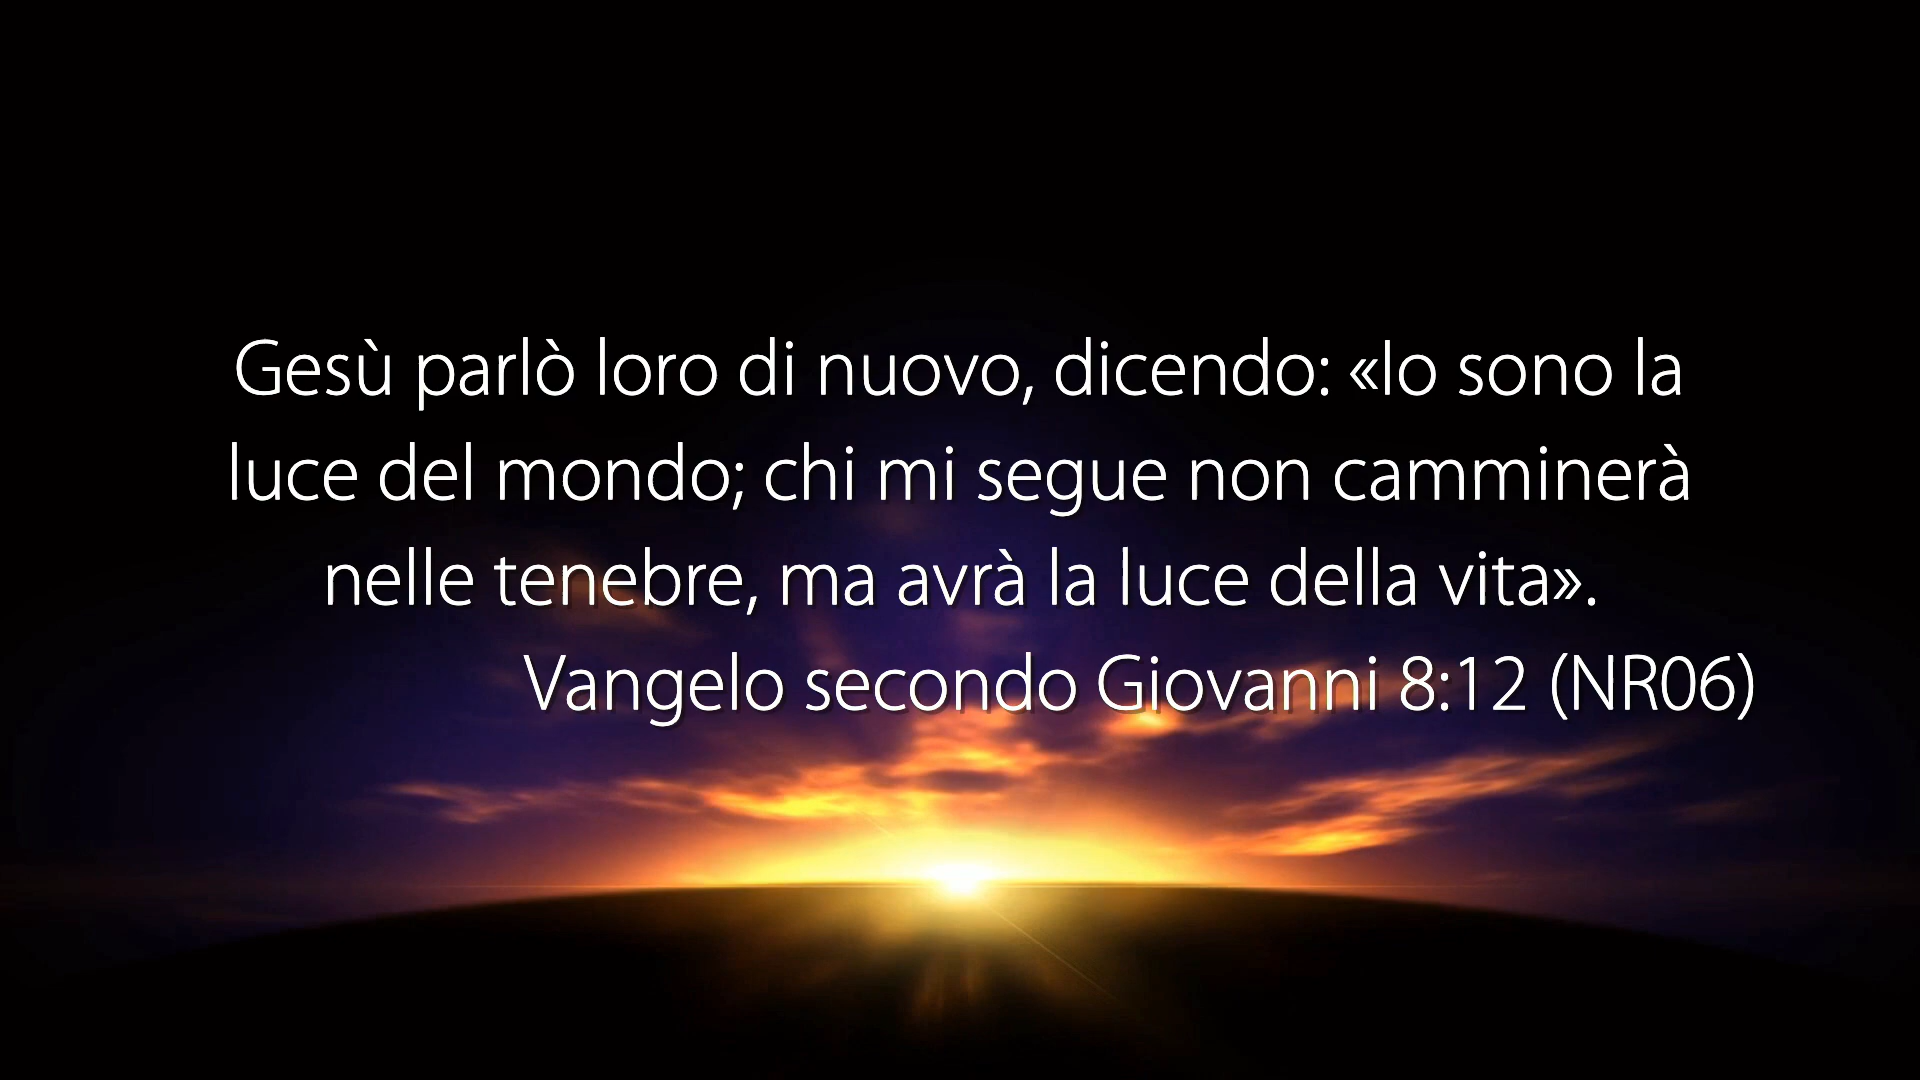 Gesù parlò loro di nuovo, dicendo: «Io sono la
luce del mondo; chi mi segue non camminerà
nelle tenebre, ma avrà la luce della vita».
Vangelo secondo Giovanni 8:12 (NR06)